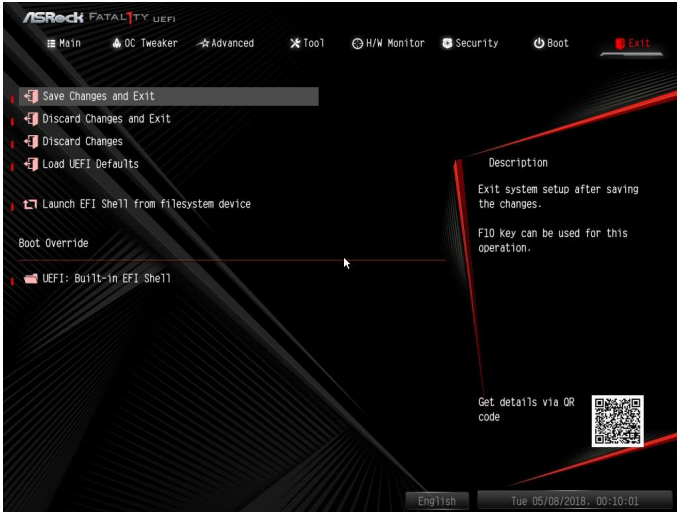 ASRock FATAL1TY UEFI
Main OC Tweaker Advanced Tool H/W Monitor Security Boot Exit
Save Changes and Exit
Discard Changes and Exit
Discard Changes
Load UEFI Defaults
Launch EFI Shell from filesystem device
Boot Override
UEFI: Built-in EFI Shell
Description
Exit system setup after saving
the changes.
F10 key can be used for this
operation.
Get details via QR
code
English
Tue 05/08/2018. 00:10:01